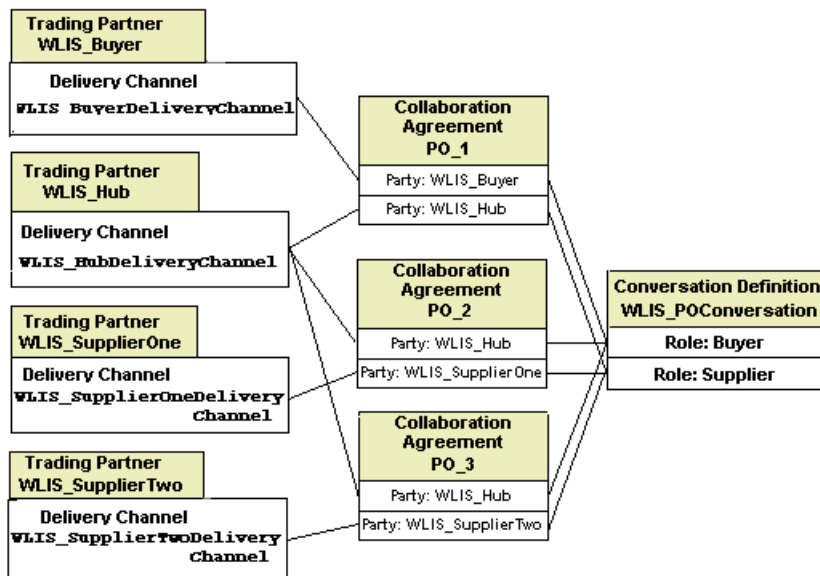 Trading Partner
WLIS_Buyer
Delivery Channel
WLIS BuyerDeliveryChannel
Trading Partner
WLIS_Hub
Delivery Channel
WLIS_HubDeliveryChannel
Trading Partner
WLIS_SupplierOne
Delivery Channel
WLIS_SupplierOneDelivery
Channel
Trading Partner
WLIS_SupplierTwo
Delivery Channel
WLIS_SupplierTwoDelivery
Channel
Collaboration
Agreement
PO_1
Party: WLIS_Buyer
Party: WLIS_Hub
Collaboration
Agreement
PO_2
Party: WLIS_Hub
Party: WLIS_SupplierOne
Collaboration
Agreement
PO_3
Party: WLIS_Hub
Party: WLIS_SupplierTwo
Conversation Definition
WLIS_POConversation
Role: Buyer
Role: Supplier